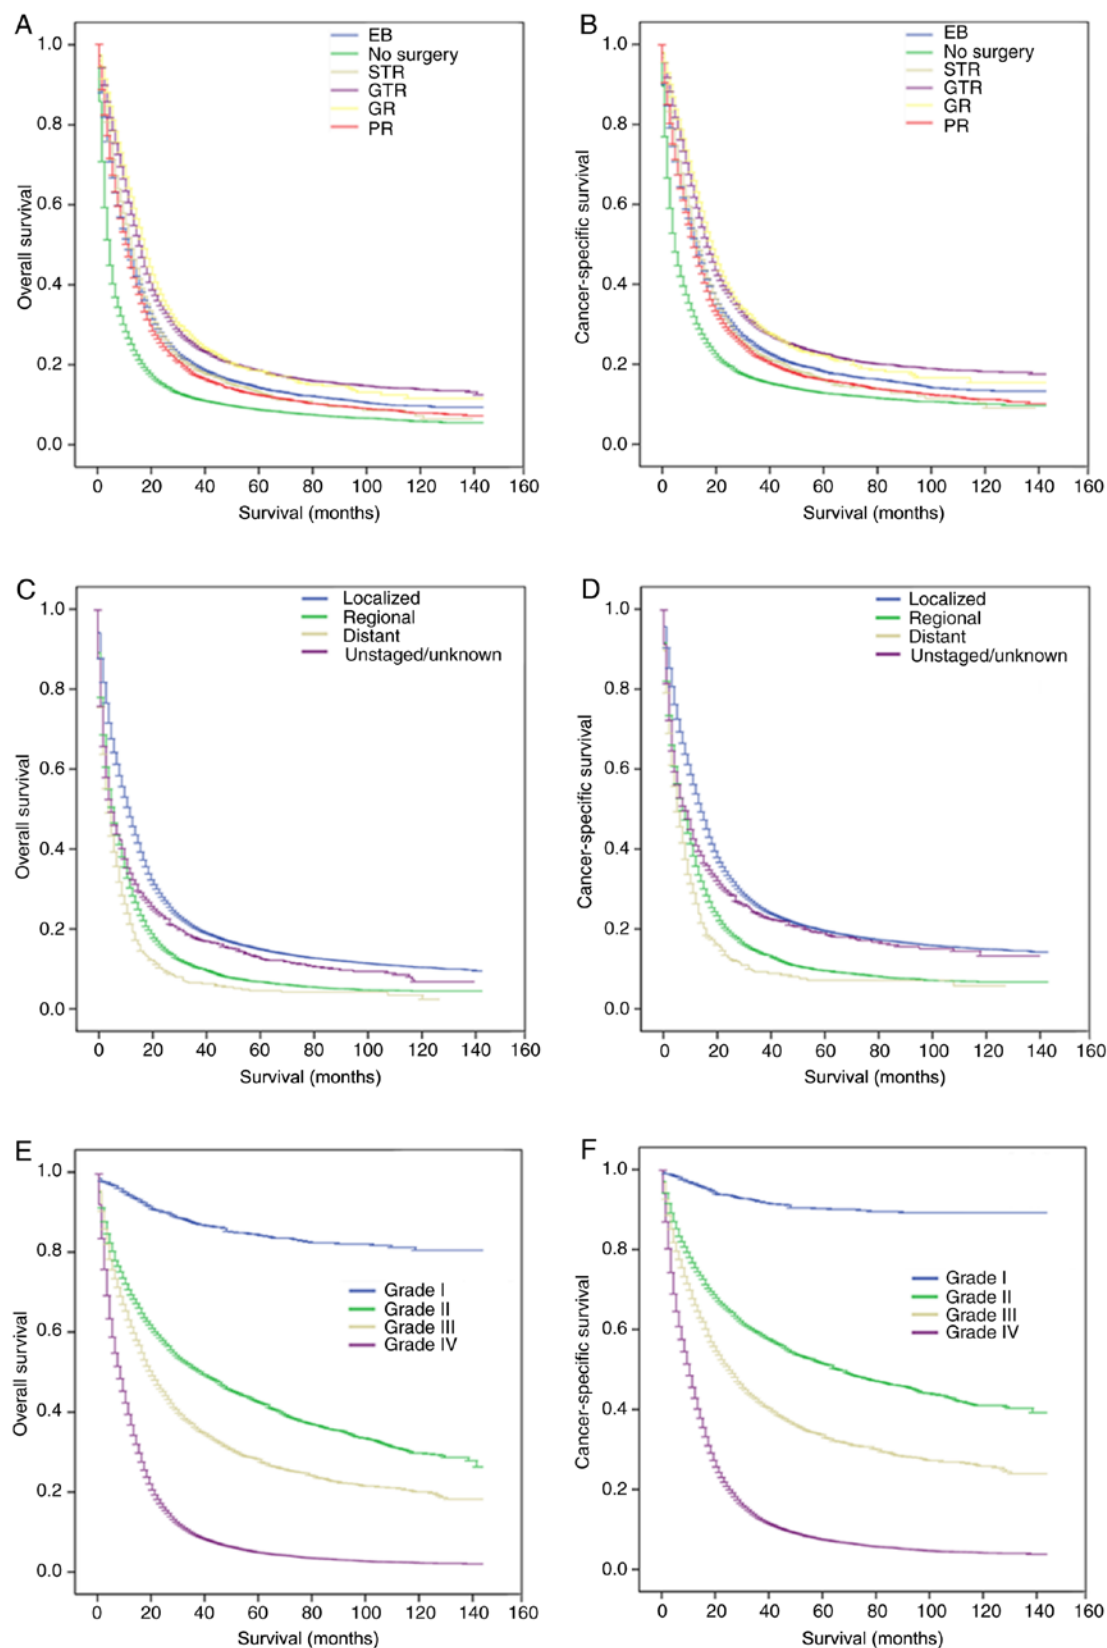 A
EB
No surgery
STR
GTR
GR
PR
1.0
0.8
0.6
0.4
0.2
0.0
Overall survival
0 20 40 60 80 100 120 140 160
Survival (months)
B
EB
No surgery
STR
GTR
GR
PR
1.0
0.8
0.6
0.4
0.2
0.0
Cancer-specific survival
0 20 40 60 80 100 120 140 160
Survival (months)
C
Localized
Regional
Distant
Unstaged/unknown
1.0
0.8
0.6
0.4
0.2
0.0
Overall survival
0 20 40 60 80 100 120 140 160
Survival (months)
D
Localized
Regional
Distant
Unstaged/unknown
1.0
0.8
0.6
0.4
0.2
0.0
Cancer-specific survival
0 20 40 60 80 100 120 140 160
Survival (months)
E
1.0
0.8
0.6
0.4
0.2
0.0
Grade I
Grade II
Grade III
Grade IV
Overall survival
0 20 40 60 80 100 120 140 160
Survival (months)
F
1.0
0.8
0.6
0.4
0.2
0.0
Grade I
Grade II
Grade III
Grade IV
Cancer-specific survival
0 20 40 60 80 100 120 140 160
Survival (months)